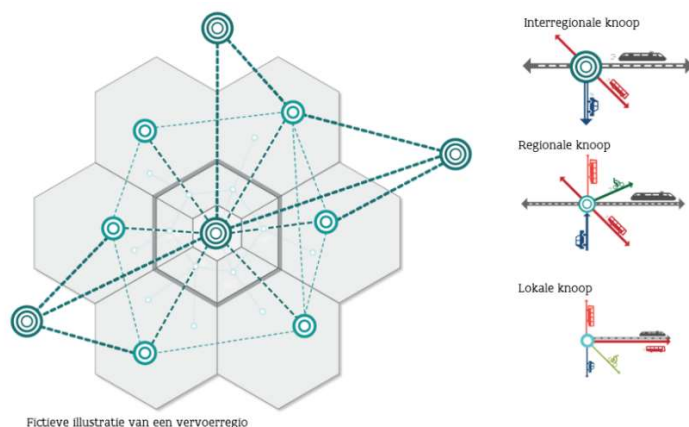 Interregionale knoop
Regionale knoop
Lokale knoop
Fictieve illustratie van een vervoerregio